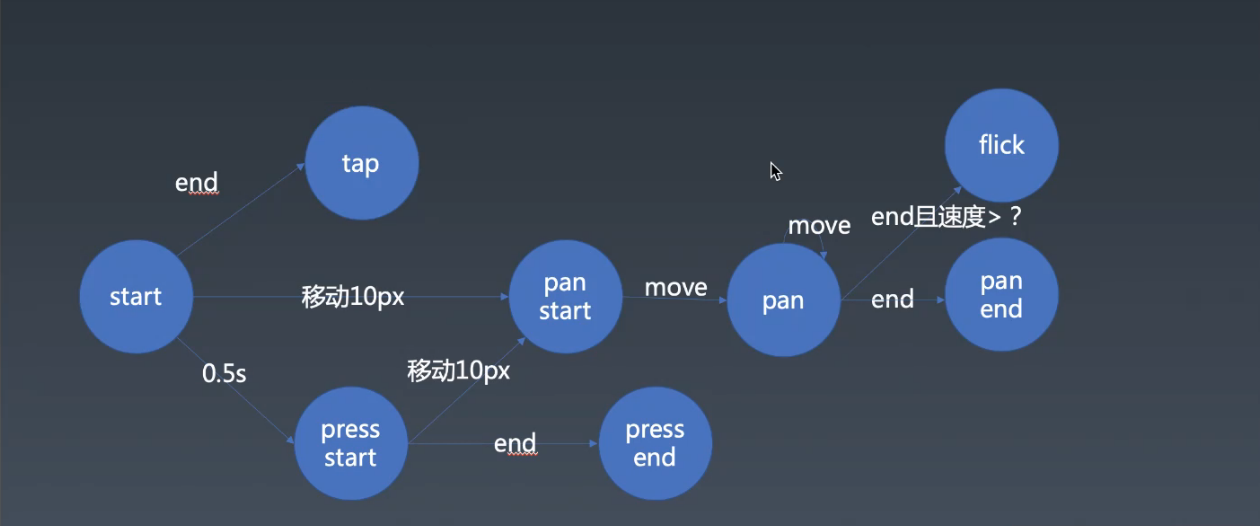 flick
tap
end
end且速度>？
move
start
移动10px
pan
start
move
pan
end
pan
end
0.5s
移动10px
press
start
end
press
end